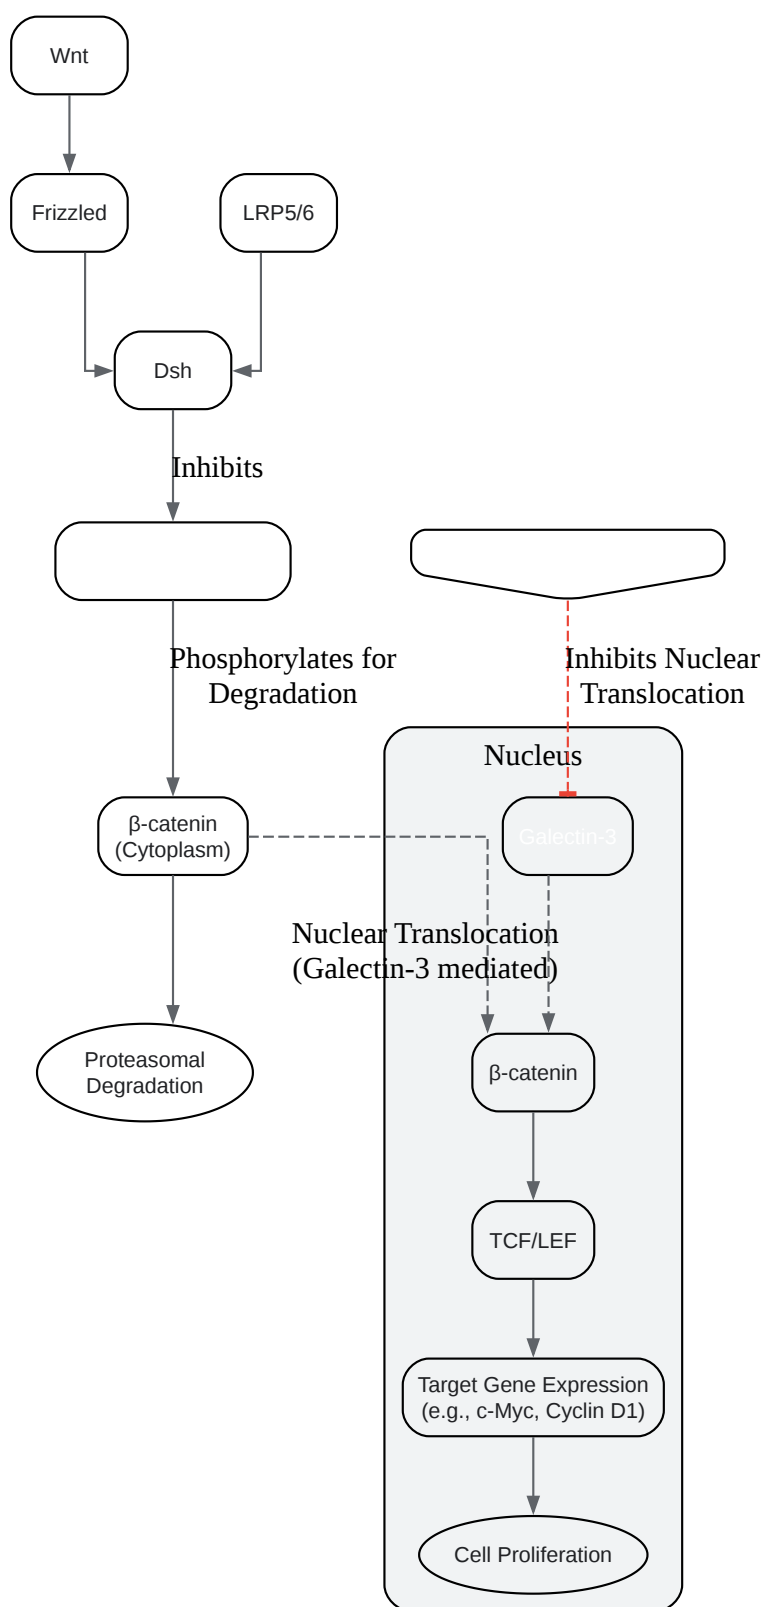 Wnt
Frizzled
LRP5/6
Dsh
Inhibits
Phosphorylates for
Degradation
Inhibits Nuclear
Translocation
Nucleus
β-catenin
(Cytoplasm)
Galectin-3
Nuclear Translocation
(Galectin-3 mediated)
Proteasomal
Degradation
β-catenin
TCF/LEF
Target Gene Expression
(e.g., c-Myc, Cyclin D1)
Cell Proliferation